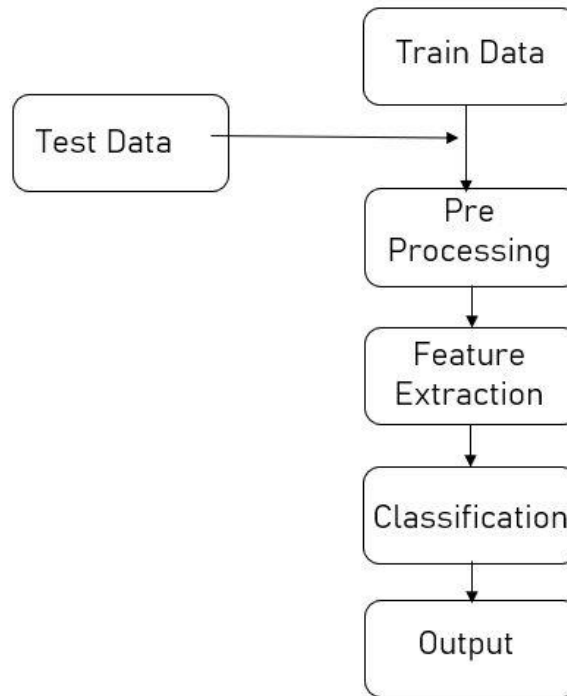 Train Data
Test Data
Pre
Processing
Feature
Extraction
Classification
Output